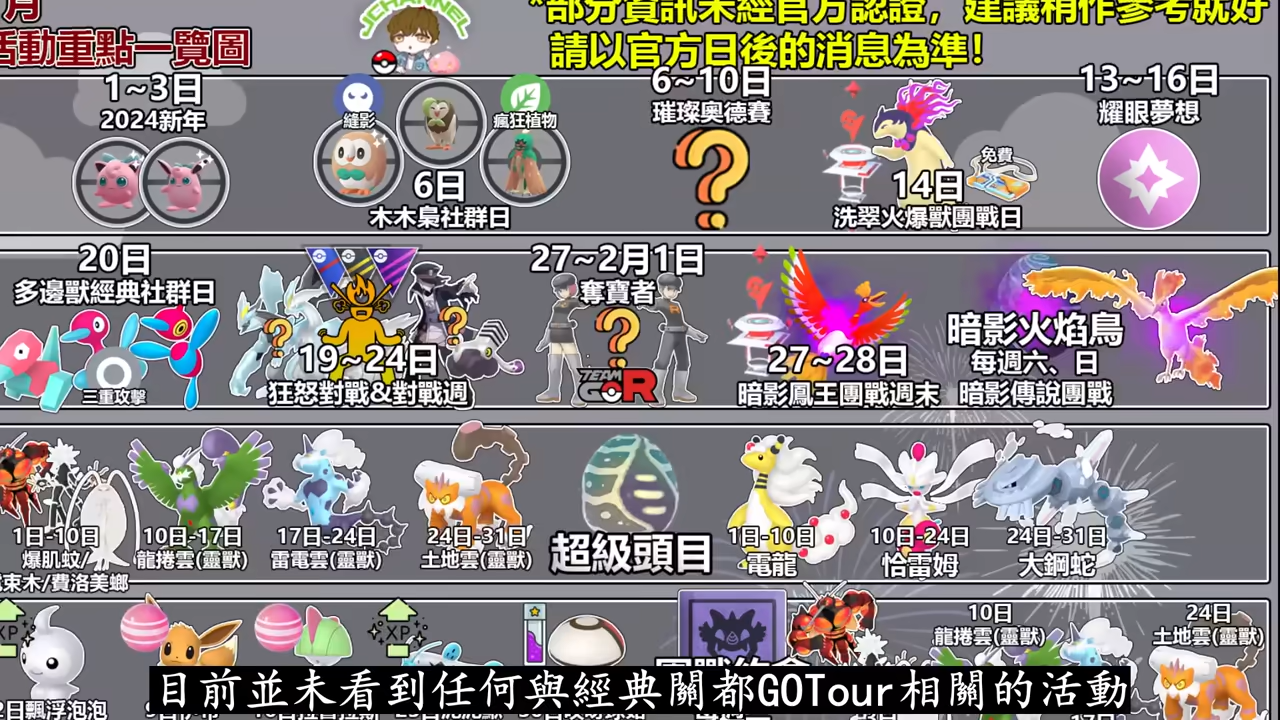 月
活動重點一覽圖
JCHANNEL
*部分資訊未經官方認證，建議稍作參考就好
請以官方日後的消息為準!
1~3日
2024新年
縫影
瘋狂植物
6日
木木梟社群日
6~10日
璀璨奧德賽
免費
14日
洗翠火爆獸團戰日
13~16日
耀眼夢想
20日
多邊獸經典社群日
三重攻擊
19~24日
狂怒對戰&對戰週
27~2月1日
奪寶者
TEAM GO R
27~28日
暗影鳳王團戰週末
暗影火焰鳥
每週六、日
暗影傳說團戰
1日-10日
爆肌蚊/
束木/費洛美螂
10日-17日
龍捲雲(靈獸)
17日-24日
雷電雲(靈獸)
24日-31日
土地雲(靈獸)
超級頭目
1日-10日
電龍
10日-24日
恰雷姆
24日-31日
大鋼蛇
XP
XP
10日
龍捲雲(靈獸)
24日
土地雲(靈獸)
日飄浮泡泡
目前並未看到任何與經典關都GOTour相關的活動